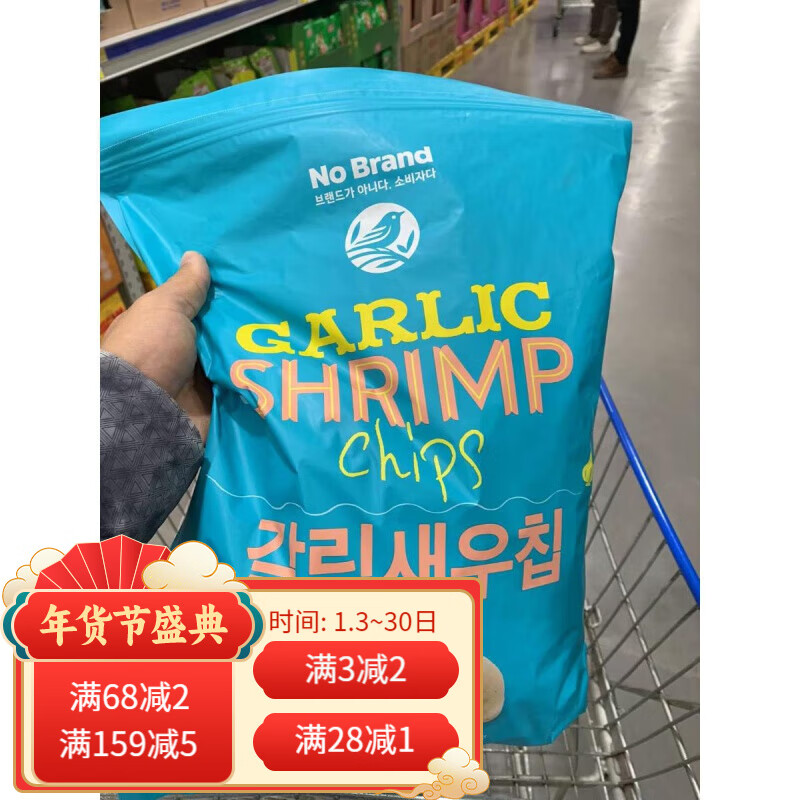 No Brand
브랜드가 아니다. 소비자다
GARLIC
SHRIMP
chips
갈릭새우칩
年货节盛典
时间: 1.3~30日
满68减2
满159减5
满3减2
满28减1